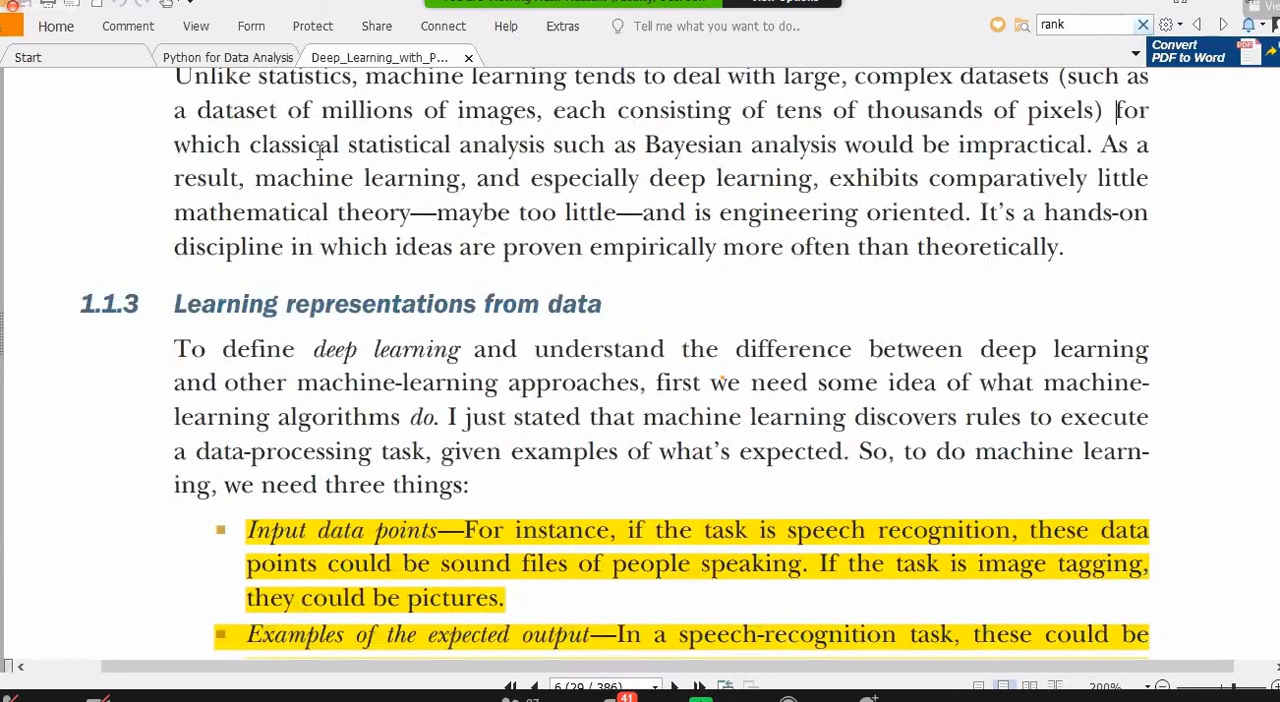 Home Comment View Form Protect Share Connect Help Extras Tell me what you want to do... rank
Start Python for Data Analysis Deep_Learning_with_P... Convert
PDF to Word
Unlike statistics, machine learning tends to deal with large, complex datasets (such as
a dataset of millions of images, each consisting of tens of thousands of pixels) for
which classical statistical analysis such as Bayesian analysis would be impractical. As a
result, machine learning, and especially deep learning, exhibits comparatively little
mathematical theory—maybe too little—and is engineering oriented. It's a hands-on
discipline in which ideas are proven empirically more often than theoretically.
1.1.3 Learning representations from data
To define deep learning and understand the difference between deep learning
and other machine-learning approaches, first we need some idea of what machine-
learning algorithms do. I just stated that machine learning discovers rules to execute
a data-processing task, given examples of what's expected. So, to do machine learn-
ing, we need three things:
Input data points—For instance, if the task is speech recognition, these data
points could be sound files of people speaking. If the task is image tagging,
they could be pictures.
Examples of the expected output—In a speech-recognition task, these could be
6 (29 / 386) 200%
41